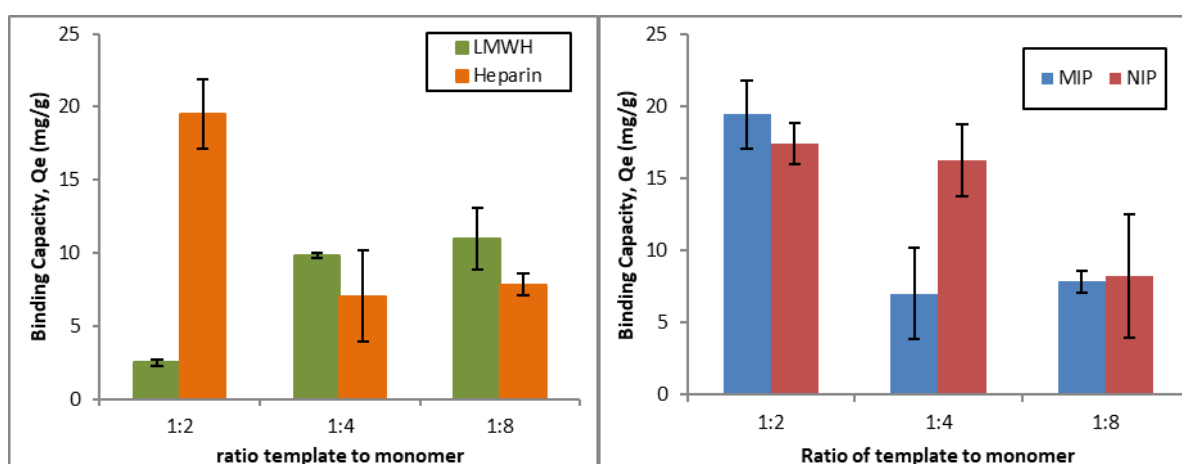 25
20
15
10
5
0
Binding Capacity, Qe (mg/g)
LMWH
Heparin
1:2 1:4 1:8
ratio template to monomer
25
20
15
10
5
0
Binding Capacity, Qe (mg/g)
MIP NIP
1:2 1:4 1:8
Ratio of template to monomer